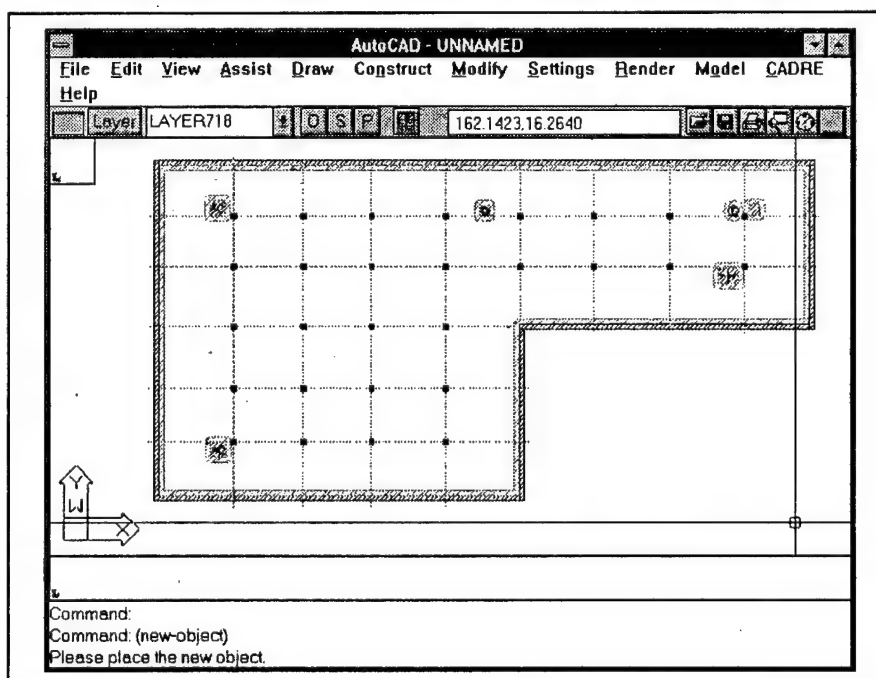 AutoCAD - UNNAMED
File Edit View Assist Draw Construct Modify Settings Render Model CADRE
Help
Layer LAYER718 O S P 162.1423,16.2640
Y
W
X
Command:
Command: (new-object)
Please place the new object.